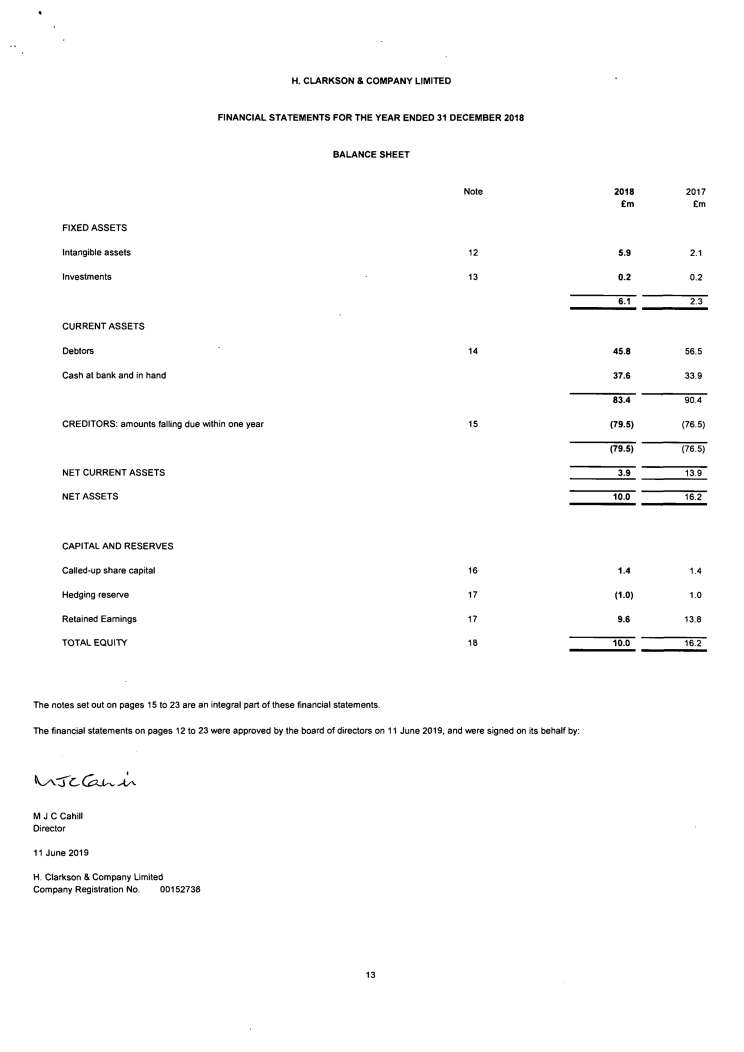 H. CLARKSON & COMPANY LIMITED
FINANCIAL STATEMENTS FOR THE YEAR ENDED 31 DECEMBER 2018
BALANCE SHEET
Note 2018 2017
£m £m
FIXED ASSETS
Intangible assets 12 5.9 2.1
Investments 13 0.2 0.2
6.1 2.3
CURRENT ASSETS
Debtors 14 45.8 56.5
Cash at bank and in hand 37.6 33.9
83.4 90.4
CREDITORS: amounts falling due within one year 15 (79.5) (76.5)
(79.5) (76.5)
NET CURRENT ASSETS 3.9 13.9
NET ASSETS 10.0 16.2
CAPITAL AND RESERVES
Called-up share capital 16 1.4 1.4
Hedging reserve 17 (1.0) 1.0
Retained Earnings 17 9.6 13.8
TOTAL EQUITY 18 10.0 16.2
The notes set out on pages 15 to 23 are an integral part of these financial statements.
The financial statements on pages 12 to 23 were approved by the board of directors on 11 June 2019, and were signed on its behalf by:
MJC Cahill
M J C Cahill
Director
11 June 2019
H. Clarkson & Company Limited
Company Registration No. 00152738
13